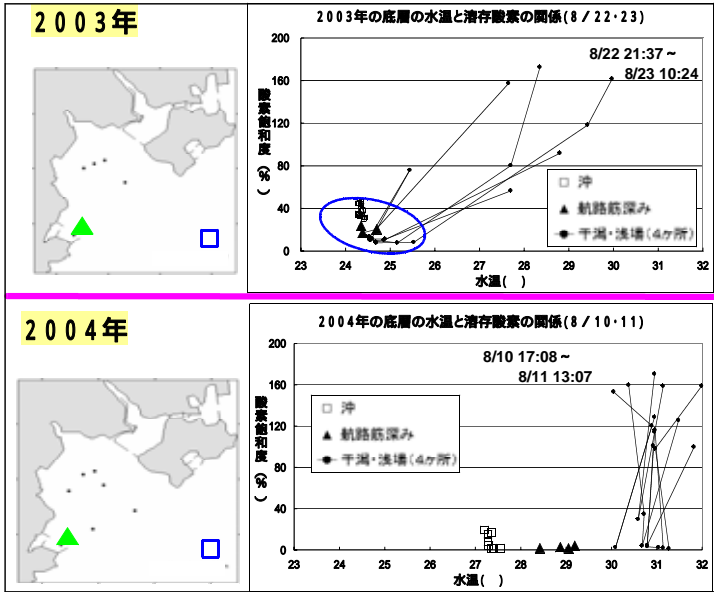 2003年
2003年の底層の水温と溶存酸素の関係(8/22・23)
8/22 21:37～
8/23 10:24
酸素飽和度(%)
200
160
120
80
40
0
沖
航路筋深み
干潟・浅場(4ヶ所)
23 24 25 26 27 28 29 30 31 32
水温( )
2004年
2004年の底層の水温と溶存酸素の関係(8/10・11)
8/10 17:08～
8/11 13:07
酸素飽和度(%)
200
160
120
80
40
0
沖
航路筋深み
干潟・浅場(4ヶ所)
23 24 25 26 27 28 29 30 31 32
水温( )